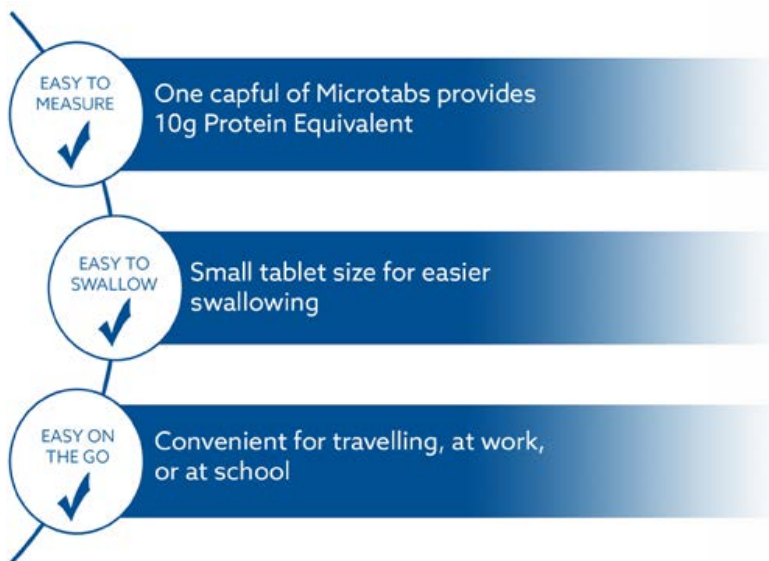 EASY TO
MEASURE
One capful of Microtabs provides
10g Protein Equivalent
EASY TO
SWALLOW
Small tablet size for easier
swallowing
EASY ON
THE GO
Convenient for travelling, at work,
or at school